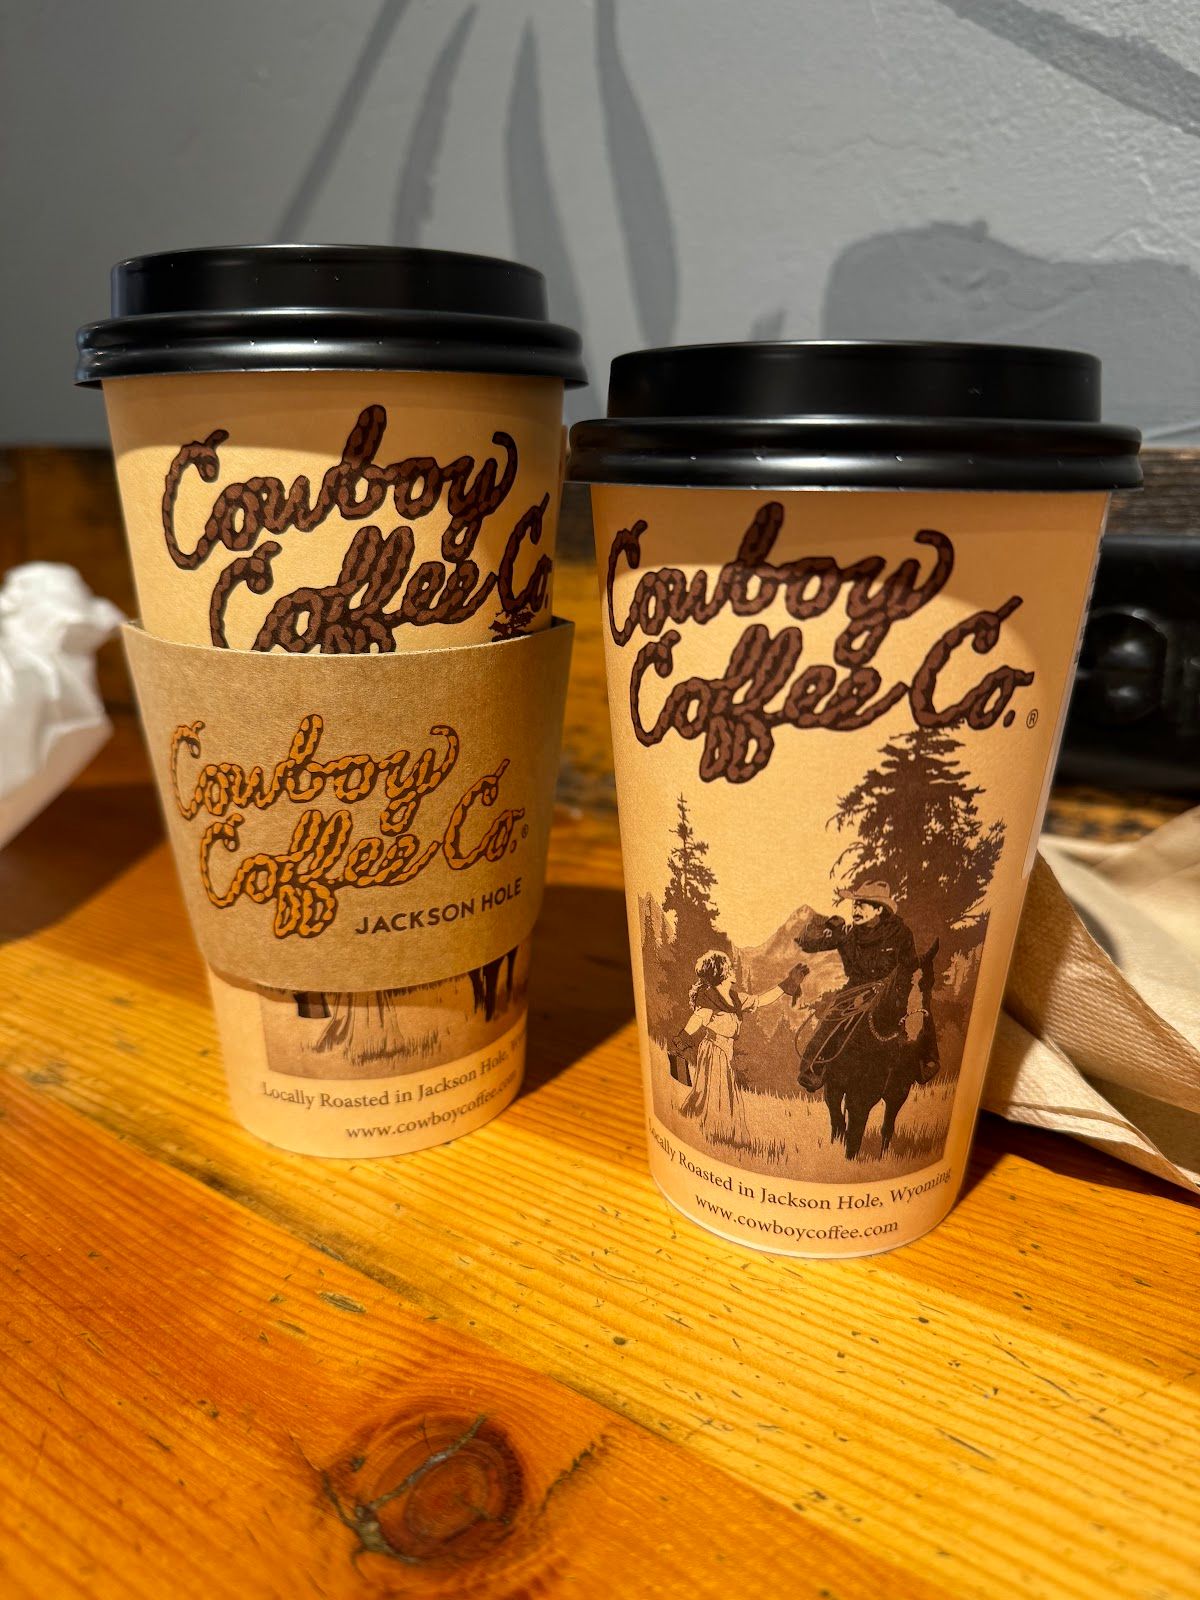 Cowboy
Coffee Co.
Cowboy
Coffee Co.®
JACKSON HOLE
Locally Roasted in Jackson Hole, W
www.cowboycoffee.com
Cowboy
Coffee Co.®
Locally Roasted in Jackson Hole, Wyoming
www.cowboycoffee.com